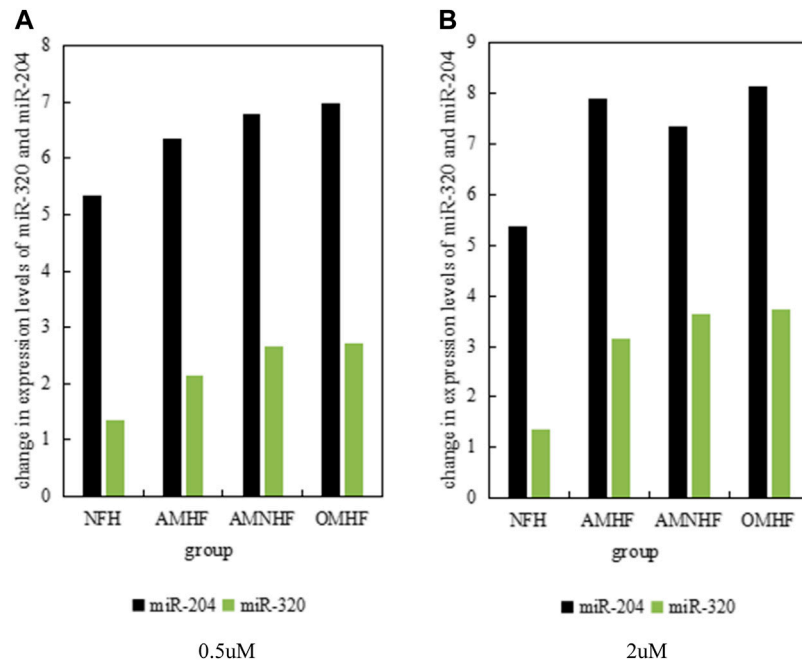 A
change in expression levels of miR-320 and miR-204
8
7
6
5
4
3
2
1
0
NFH AMHF AMNHF OMHF
group
miR-204 miR-320
0.5uM
B
change in expression levels of miR-320 and miR-204
9
8
7
6
5
4
3
2
1
0
NFH AMHF AMNHF OMHF
group
miR-204 miR-320
2uM